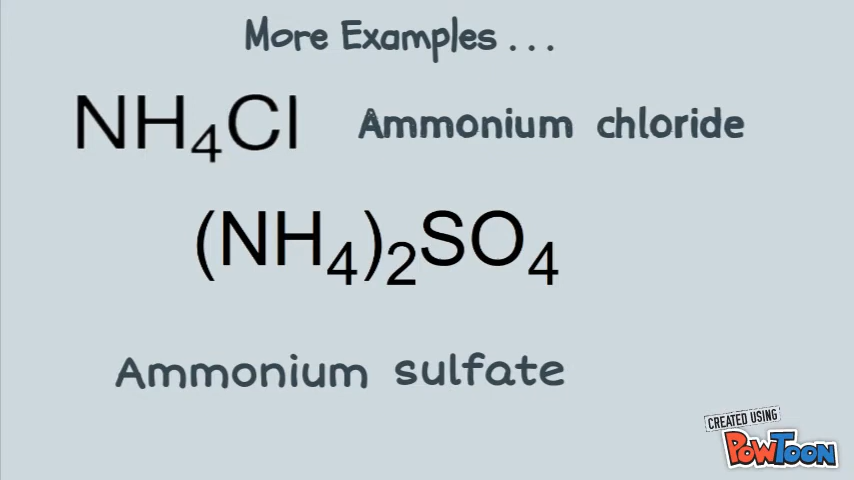 More Examples . . .
NH₄Cl Ammonium chloride
(NH₄)₂SO₄
Ammonium sulfate
CREATED USING
POWTOON